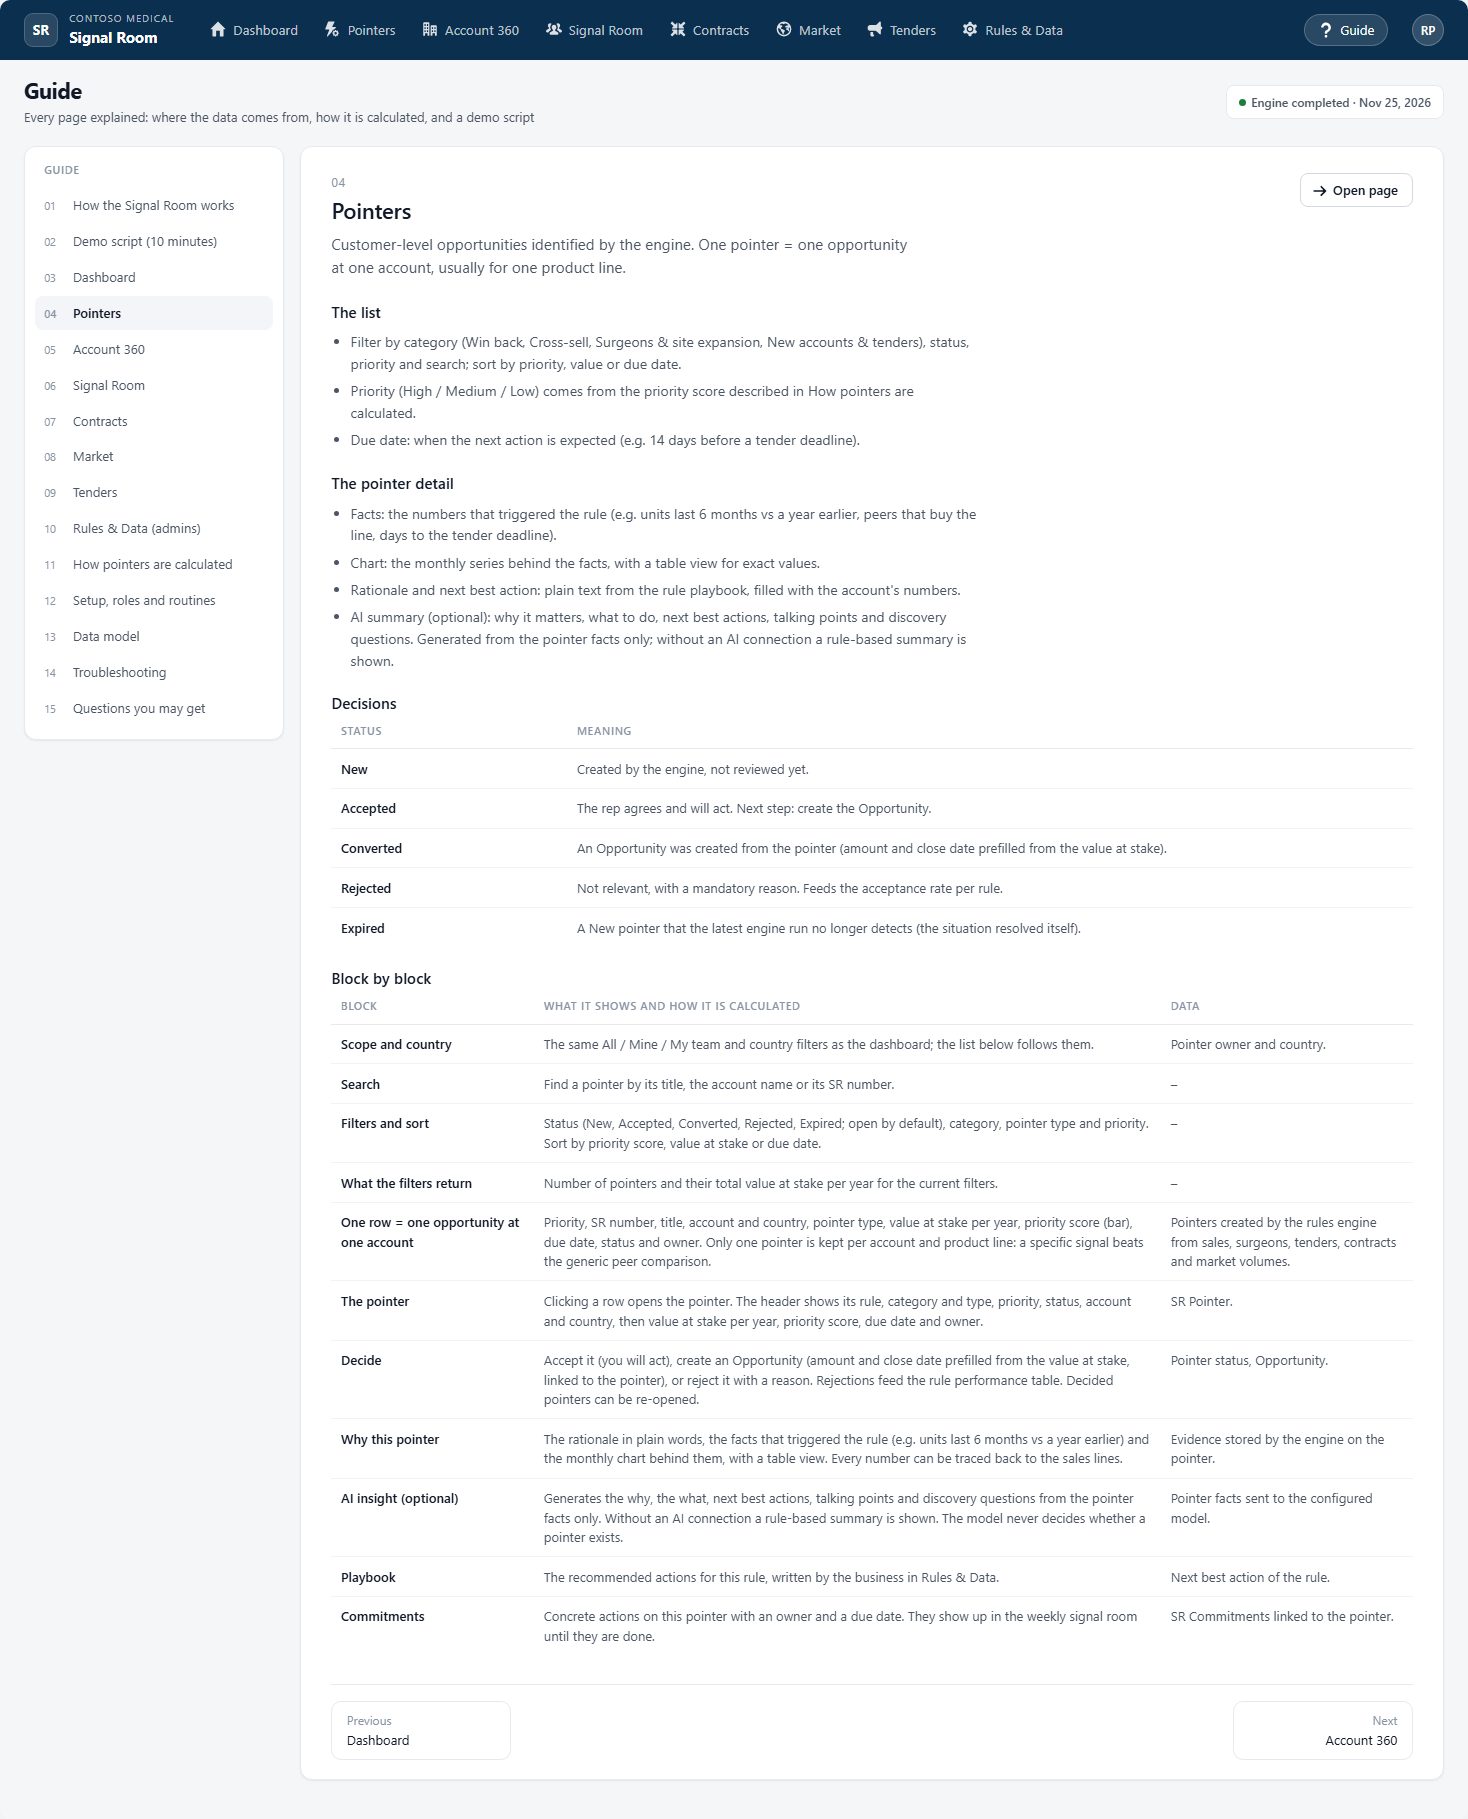 SR
CONTOSO MEDICAL
Signal Room
Dashboard
Pointers
Account 360
Signal Room
Contracts
Market
Tenders
Rules & Data
? Guide
RP
Guide
Every page explained: where the data comes from, how it is calculated, and a demo script
Engine completed · Nov 25, 2026
GUIDE
01 How the Signal Room works
02 Demo script (10 minutes)
03 Dashboard
04 Pointers
05 Account 360
06 Signal Room
07 Contracts
08 Market
09 Tenders
10 Rules & Data (admins)
11 How pointers are calculated
12 Setup, roles and routines
13 Data model
14 Troubleshooting
15 Questions you may get
04
Pointers
→ Open page
Customer-level opportunities identified by the engine. One pointer = one opportunity
at one account, usually for one product line.
The list
• Filter by category (Win back, Cross-sell, Surgeons & site expansion, New accounts & tenders), status,
priority and search; sort by priority, value or due date.
• Priority (High / Medium / Low) comes from the priority score described in How pointers are
calculated.
• Due date: when the next action is expected (e.g. 14 days before a tender deadline).
The pointer detail
• Facts: the numbers that triggered the rule (e.g. units last 6 months vs a year earlier, peers that buy the
line, days to the tender deadline).
• Chart: the monthly series behind the facts, with a table view for exact values.
• Rationale and next best action: plain text from the rule playbook, filled with the account's numbers.
• AI summary (optional): why it matters, what to do, next best actions, talking points and discovery
questions. Generated from the pointer facts only; without an AI connection a rule-based summary is
shown.
Decisions
STATUS MEANING
New Created by the engine, not reviewed yet.
Accepted The rep agrees and will act. Next step: create the Opportunity.
Converted An Opportunity was created from the pointer (amount and close date prefilled from the value at stake).
Rejected Not relevant, with a mandatory reason. Feeds the acceptance rate per rule.
Expired A New pointer that the latest engine run no longer detects (the situation resolved itself).
Block by block
BLOCK WHAT IT SHOWS AND HOW IT IS CALCULATED DATA
Scope and country The same All / Mine / My team and country filters as the dashboard; the list below follows them. Pointer owner and country.
Search Find a pointer by its title, the account name or its SR number. –
Filters and sort Status (New, Accepted, Converted, Rejected, Expired; open by default), category, pointer type and priority. –
Sort by priority score, value at stake or due date.
What the filters return Number of pointers and their total value at stake per year for the current filters. –
One row = one opportunity at Priority, SR number, title, account and country, pointer type, value at stake per year, priority score (bar), Pointers created by the rules engine
one account due date, status and owner. Only one pointer is kept per account and product line: a specific signal beats from sales, surgeons, tenders, contracts
the generic peer comparison. and market volumes.
The pointer Clicking a row opens the pointer. The header shows its rule, category and type, priority, status, account SR Pointer.
and country, then value at stake per year, priority score, due date and owner.
Decide Accept it (you will act), create an Opportunity (amount and close date prefilled from the value at stake, Pointer status, Opportunity.
linked to the pointer), or reject it with a reason. Rejections feed the rule performance table. Decided
pointers can be re-opened.
Why this pointer The rationale in plain words, the facts that triggered the rule (e.g. units last 6 months vs a year earlier) and Evidence stored by the engine on the
the monthly chart behind them, with a table view. Every number can be traced back to the sales lines. pointer.
AI insight (optional) Generates the why, the what, next best actions, talking points and discovery questions from the pointer Pointer facts sent to the configured
facts only. Without an AI connection a rule-based summary is shown. The model never decides whether a model.
pointer exists.
Playbook The recommended actions for this rule, written by the business in Rules & Data. Next best action of the rule.
Commitments Concrete actions on this pointer with an owner and a due date. They show up in the weekly signal room SR Commitments linked to the pointer.
until they are done.
Previous
Dashboard
Next
Account 360